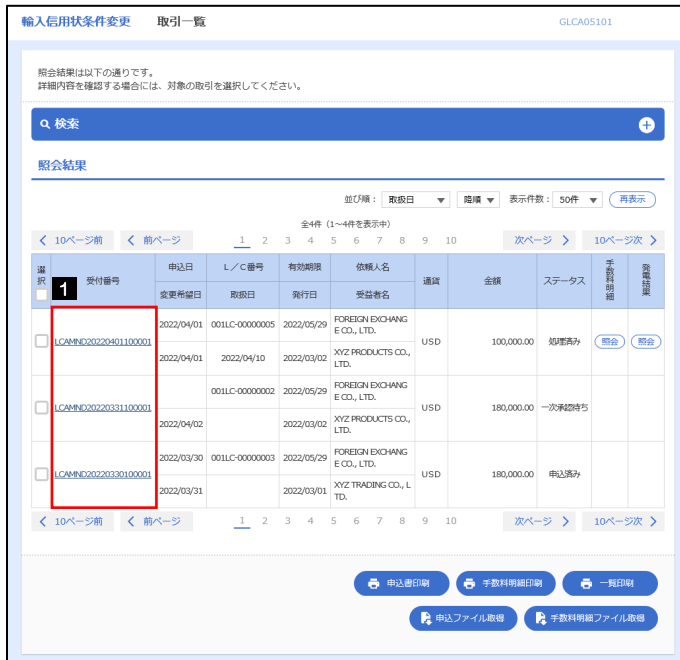 輸入信用状条件変更 取引一覧 GLCA05101
照会結果は以下の通りです。
詳細内容を確認する場合には、対象の取引を選択してください。
検索
照会結果
並び順： 取扱日 ▼ 降順 ▼ 表示件数： 50件 ▼ 再表示
全4件（1～4件を表示中）
10ページ前 前ページ 1 2 3 4 5 6 7 8 9 10 次ページ 10ページ次
選択 受付番号 申込日 L／C番号 有効期限 依頼人名 通貨 金額 ステータス 手数料明細 発電結果
変更希望日 取扱日 発行日 受益者名
1
LCAMND20220401100001 2022/04/01 001LC-00000005 2022/05/29 FOREIGN EXCHANG
E CO., LTD. USD 100,000.00 処理済み 照会 照会
2022/04/01 2022/04/10 2022/03/02 XYZ PRODUCTS CO.,
LTD.
LCAMND20220331100001 001LC-00000002 2022/05/29 FOREIGN EXCHANG
E CO., LTD. USD 180,000.00 一次承認待ち
2022/04/02 2022/03/02 XYZ PRODUCTS CO.,
LTD.
LCAMND20220330100001 2022/03/30 001LC-00000003 2022/05/29 FOREIGN EXCHANG
E CO., LTD. USD 180,000.00 申込済み
2022/03/31 2022/03/01 XYZ TRADING CO., L
TD.
10ページ前 前ページ 1 2 3 4 5 6 7 8 9 10 次ページ 10ページ次
申込書印刷 手数料明細印刷 一覧印刷
申込ファイル取得 手数料明細ファイル取得